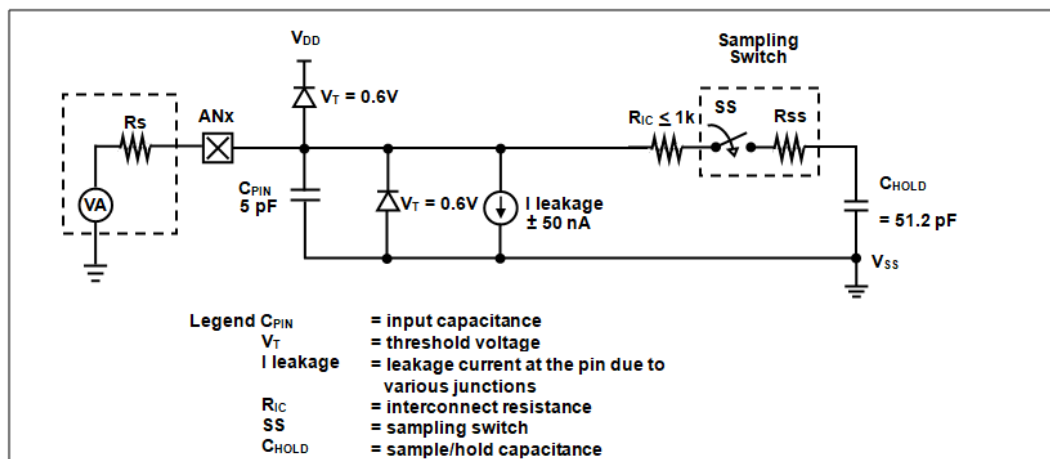 Sampling
Switch
VDD
VT = 0.6V
ANx
Rs
RIC ≤ 1k
SS
Rss
CPIN
5 pF
VT = 0.6V
I leakage
± 50 nA
CHOLD
= 51.2 pF
VA
VSS
Legend CPIN = input capacitance
VT = threshold voltage
I leakage = leakage current at the pin due to
various junctions
RIC = interconnect resistance
SS = sampling switch
CHOLD = sample/hold capacitance